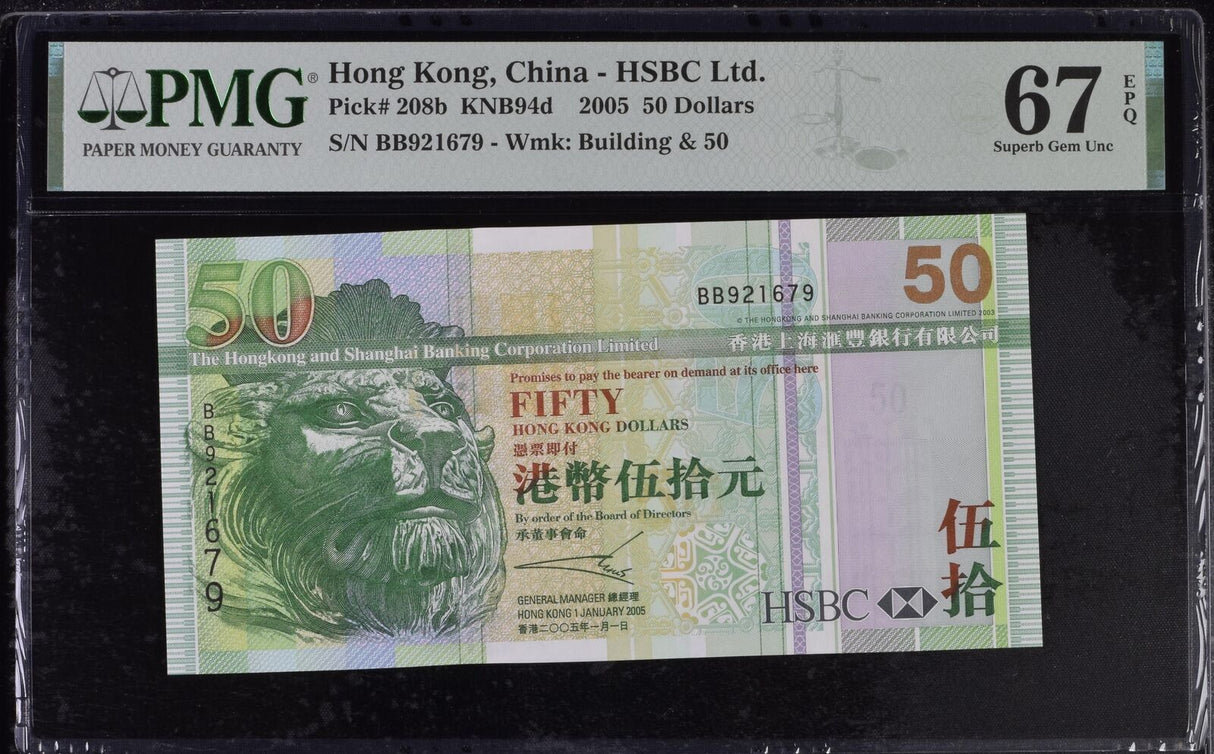 PMG®
PAPER MONEY GUARANTY
Hong Kong, China - HSBC Ltd.
Pick# 208b KNB94d 2005 50 Dollars
S/N BB921679 - Wmk: Building & 50
67
EPQ
Superb Gem Unc
50
BB921679
50
© THE HONGKONG AND SHANGHAI BANKING CORPORATION LIMITED 2003
The Hongkong and Shanghai Banking Corporation Limited
香港上海滙豐銀行有限公司
Promises to pay the bearer on demand at its office here
FIFTY
HONG KONG DOLLARS
憑票即付
港幣伍拾元
By order of the Board of Directors
承董事會命
GENERAL MANAGER 總經理
HONG KONG 1 JANUARY 2005
香港二〇〇五年一月一日
BB921679
50
伍拾
HSBC